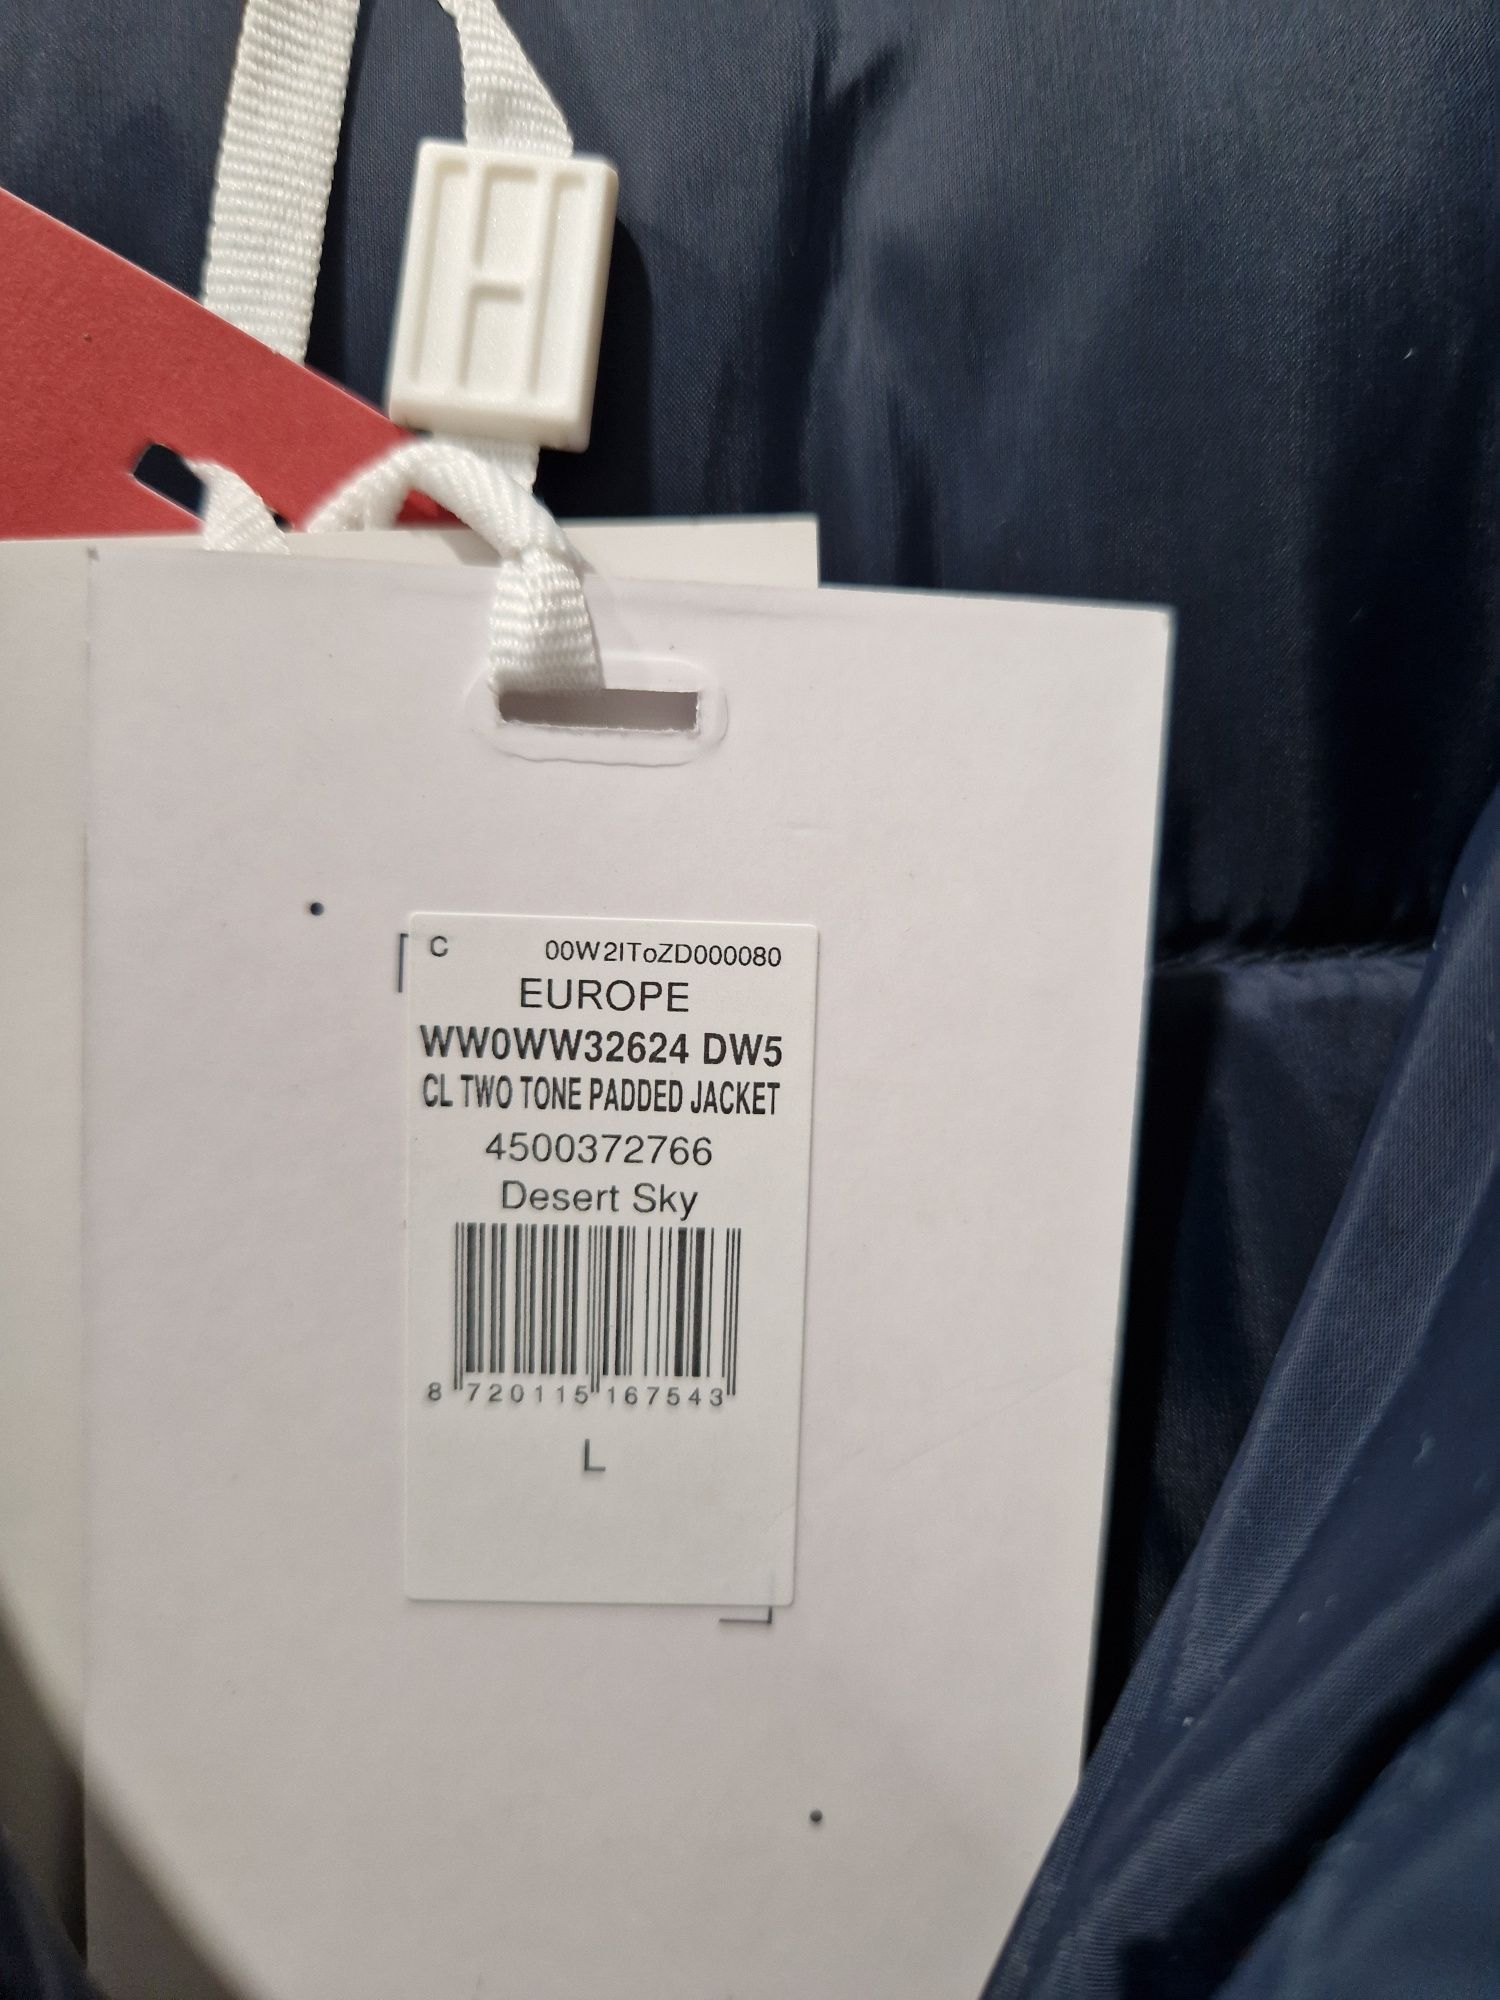 C 00W2IToZD000080
EUROPE
WW0WW32624 DW5
CL TWO TONE PADDED JACKET
4500372766
Desert Sky
8 720115 167543
L